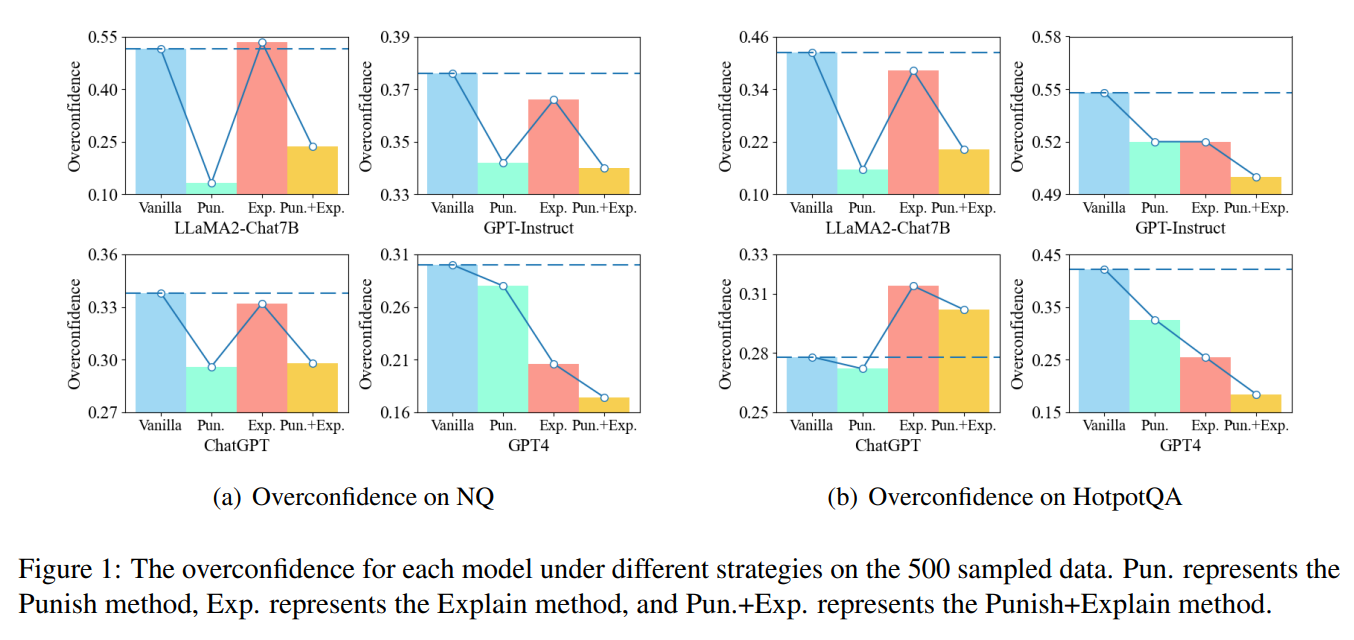 0.55
0.40
0.25
0.10
Overconfidence
Vanilla Pun. Exp. Pun.+Exp.
LLaMA2-Chat7B
0.39
0.37
0.35
0.33
Overconfidence
Vanilla Pun. Exp. Pun.+Exp.
GPT-Instruct
0.36
0.33
0.30
0.27
Overconfidence
Vanilla Pun. Exp. Pun.+Exp.
ChatGPT
0.31
0.26
0.21
0.16
Overconfidence
Vanilla Pun. Exp. Pun.+Exp.
GPT4
(a) Overconfidence on NQ
0.46
0.34
0.22
0.10
Overconfidence
Vanilla Pun. Exp. Pun.+Exp.
LLaMA2-Chat7B
0.58
0.55
0.52
0.49
Overconfidence
Vanilla Pun. Exp. Pun.+Exp.
GPT-Instruct
0.33
0.31
0.28
0.25
Overconfidence
Vanilla Pun. Exp. Pun.+Exp.
ChatGPT
0.45
0.35
0.25
0.15
Overconfidence
Vanilla Pun. Exp. Pun.+Exp.
GPT4
(b) Overconfidence on HotpotQA
Figure 1: The overconfidence for each model under different strategies on the 500 sampled data. Pun. represents the
Punish method, Exp. represents the Explain method, and Pun.+Exp. represents the Punish+Explain method.